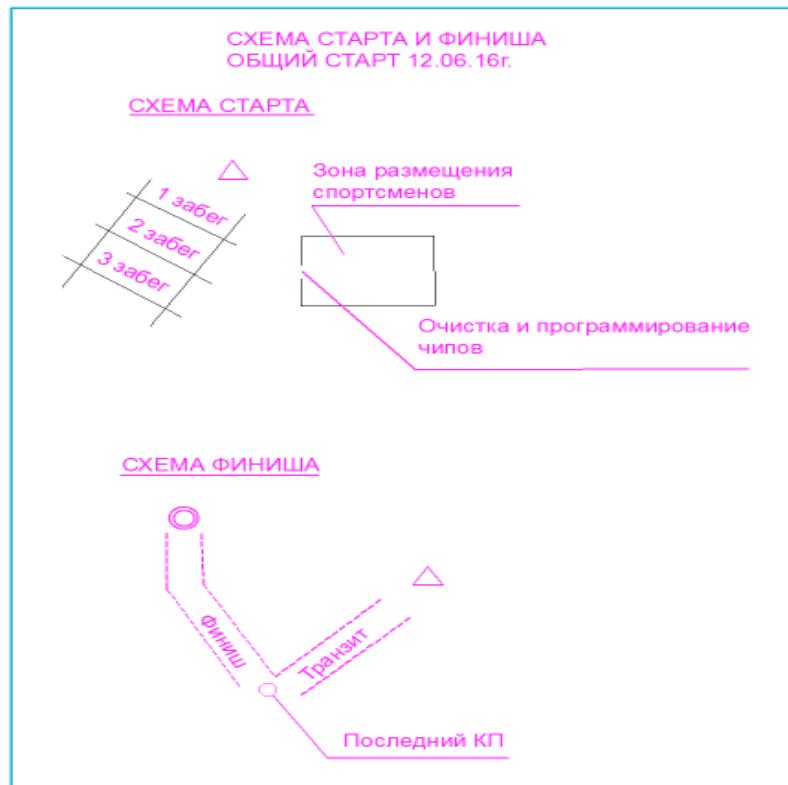 СХЕМА СТАРТА И ФИНИША
ОБЩИЙ СТАРТ 12.06.16г.
СХЕМА СТАРТА
1 забег
2 забег
3 забег
Зона размещения
спортсменов
Очистка и программирование
чипов
СХЕМА ФИНИША
Финиш
Транзит
Последний КП